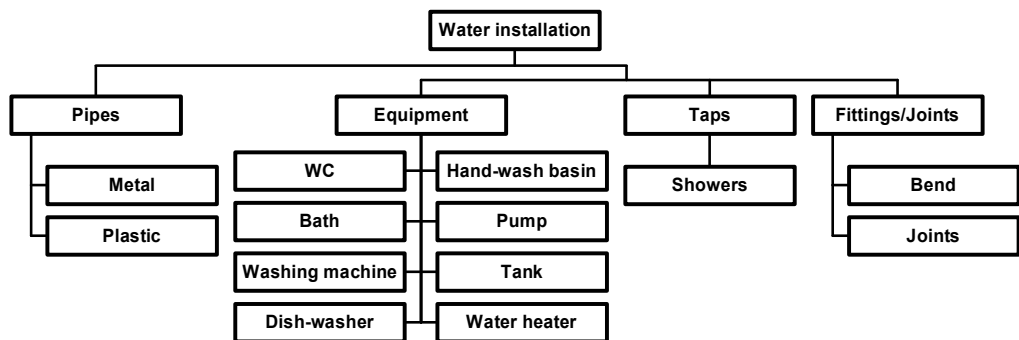 Water installation
Pipes
Equipment
Taps
Fittings/Joints
WC
Hand-wash basin
Showers
Metal
Bend
Bath
Pump
Plastic
Joints
Washing machine
Tank
Dish-washer
Water heater